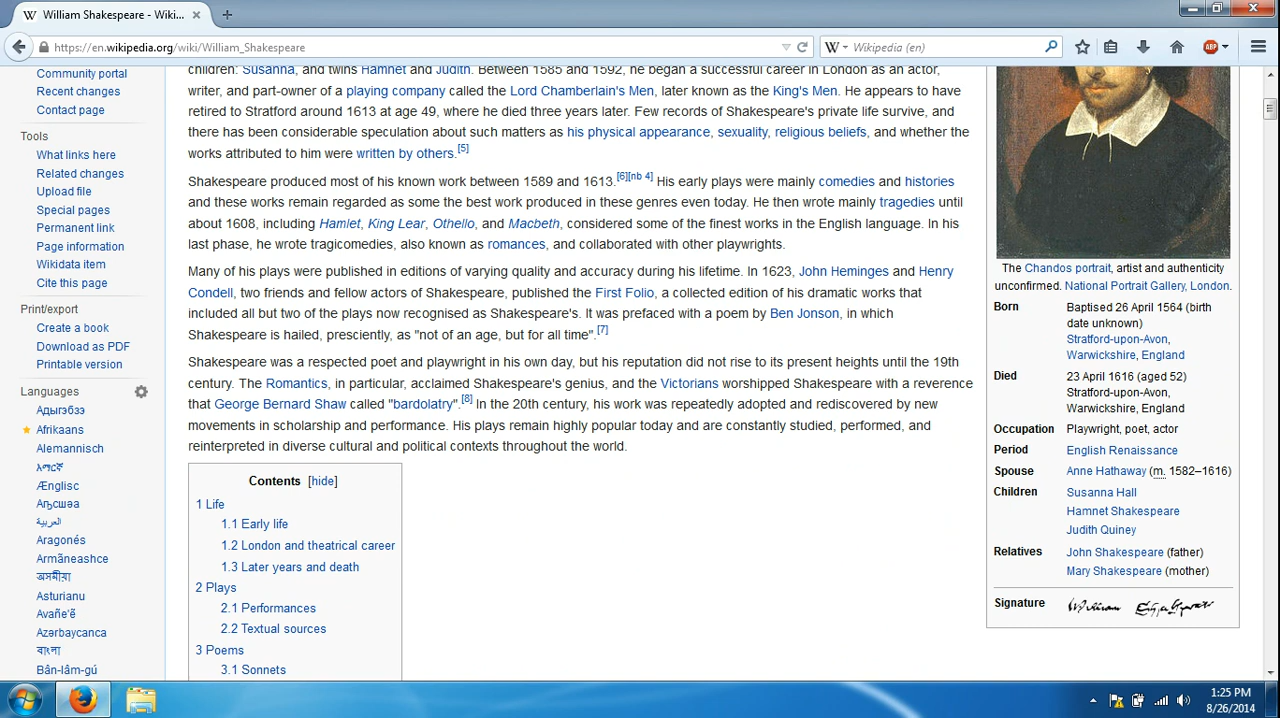 William Shakespeare - Wiki...
https://en.wikipedia.org/wiki/William_Shakespeare
Wikipedia (en)
ABP
Community portal
Recent changes
Contact page
Tools
What links here
Related changes
Upload file
Special pages
Permanent link
Page information
Wikidata item
Cite this page
Print/export
Create a book
Download as PDF
Printable version
Languages
Адыгэбзэ
Afrikaans
Alemannisch
አማርኛ
Ænglisc
Аҧсшәа
العربية
Aragonés
Armãneashce
অসমীয়া
Asturianu
Avañe'ẽ
Azərbaycanca
বাংলা
Bân-lâm-gú
children: Susanna, and twins Hamnet and Judith. Between 1585 and 1592, he began a successful career in London as an actor,
writer, and part-owner of a playing company called the Lord Chamberlain's Men, later known as the King's Men. He appears to have
retired to Stratford around 1613 at age 49, where he died three years later. Few records of Shakespeare's private life survive, and
there has been considerable speculation about such matters as his physical appearance, sexuality, religious beliefs, and whether the
works attributed to him were written by others.[5]
Shakespeare produced most of his known work between 1589 and 1613.[6][nb 4] His early plays were mainly comedies and histories
and these works remain regarded as some the best work produced in these genres even today. He then wrote mainly tragedies until
about 1608, including Hamlet, King Lear, Othello, and Macbeth, considered some of the finest works in the English language. In his
last phase, he wrote tragicomedies, also known as romances, and collaborated with other playwrights.
Many of his plays were published in editions of varying quality and accuracy during his lifetime. In 1623, John Heminges and Henry
Condell, two friends and fellow actors of Shakespeare, published the First Folio, a collected edition of his dramatic works that
included all but two of the plays now recognised as Shakespeare's. It was prefaced with a poem by Ben Jonson, in which
Shakespeare is hailed, presciently, as "not of an age, but for all time".[7]
Shakespeare was a respected poet and playwright in his own day, but his reputation did not rise to its present heights until the 19th
century. The Romantics, in particular, acclaimed Shakespeare's genius, and the Victorians worshipped Shakespeare with a reverence
that George Bernard Shaw called "bardolatry".[8] In the 20th century, his work was repeatedly adopted and rediscovered by new
movements in scholarship and performance. His plays remain highly popular today and are constantly studied, performed, and
reinterpreted in diverse cultural and political contexts throughout the world.
Contents [hide]
1 Life
1.1 Early life
1.2 London and theatrical career
1.3 Later years and death
2 Plays
2.1 Performances
2.2 Textual sources
3 Poems
3.1 Sonnets
The Chandos portrait, artist and authenticity
unconfirmed. National Portrait Gallery, London.
Born Baptised 26 April 1564 (birth
date unknown)
Stratford-upon-Avon,
Warwickshire, England
Died 23 April 1616 (aged 52)
Stratford-upon-Avon,
Warwickshire, England
Occupation Playwright, poet, actor
Period English Renaissance
Spouse Anne Hathaway (m. 1582–1616)
Children Susanna Hall
Hamnet Shakespeare
Judith Quiney
Relatives John Shakespeare (father)
Mary Shakespeare (mother)
Signature
1:25 PM
8/26/2014